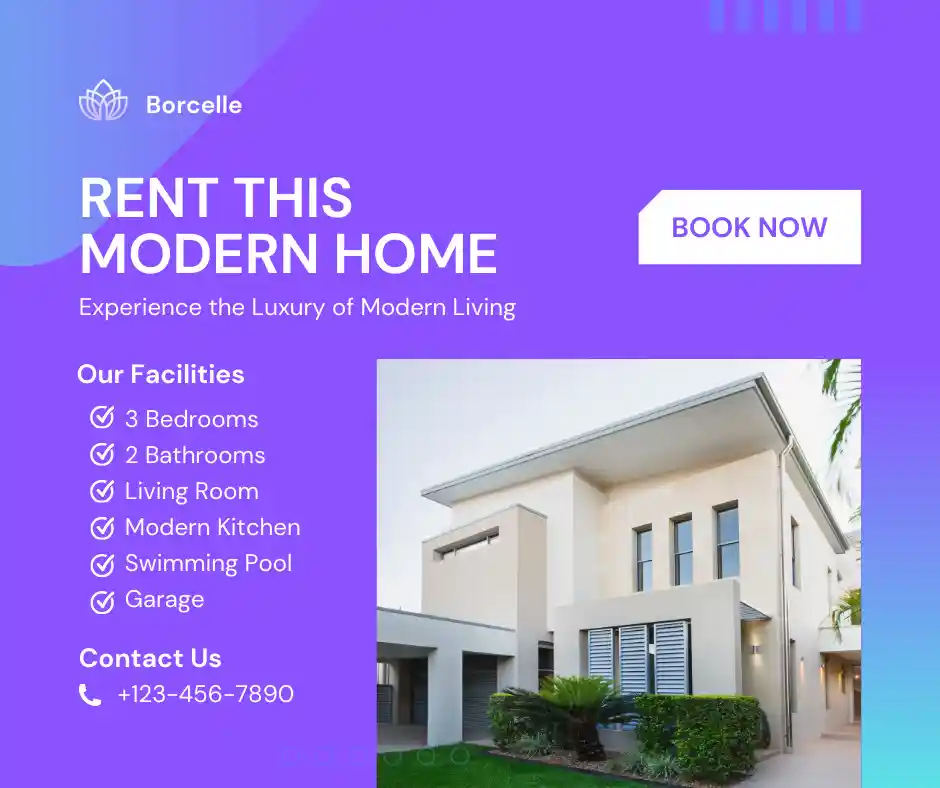 Borcelle
RENT THIS
MODERN HOME
BOOK NOW
Experience the Luxury of Modern Living
Our Facilities
3 Bedrooms
2 Bathrooms
Living Room
Modern Kitchen
Swimming Pool
Garage
Contact Us
+123-456-7890